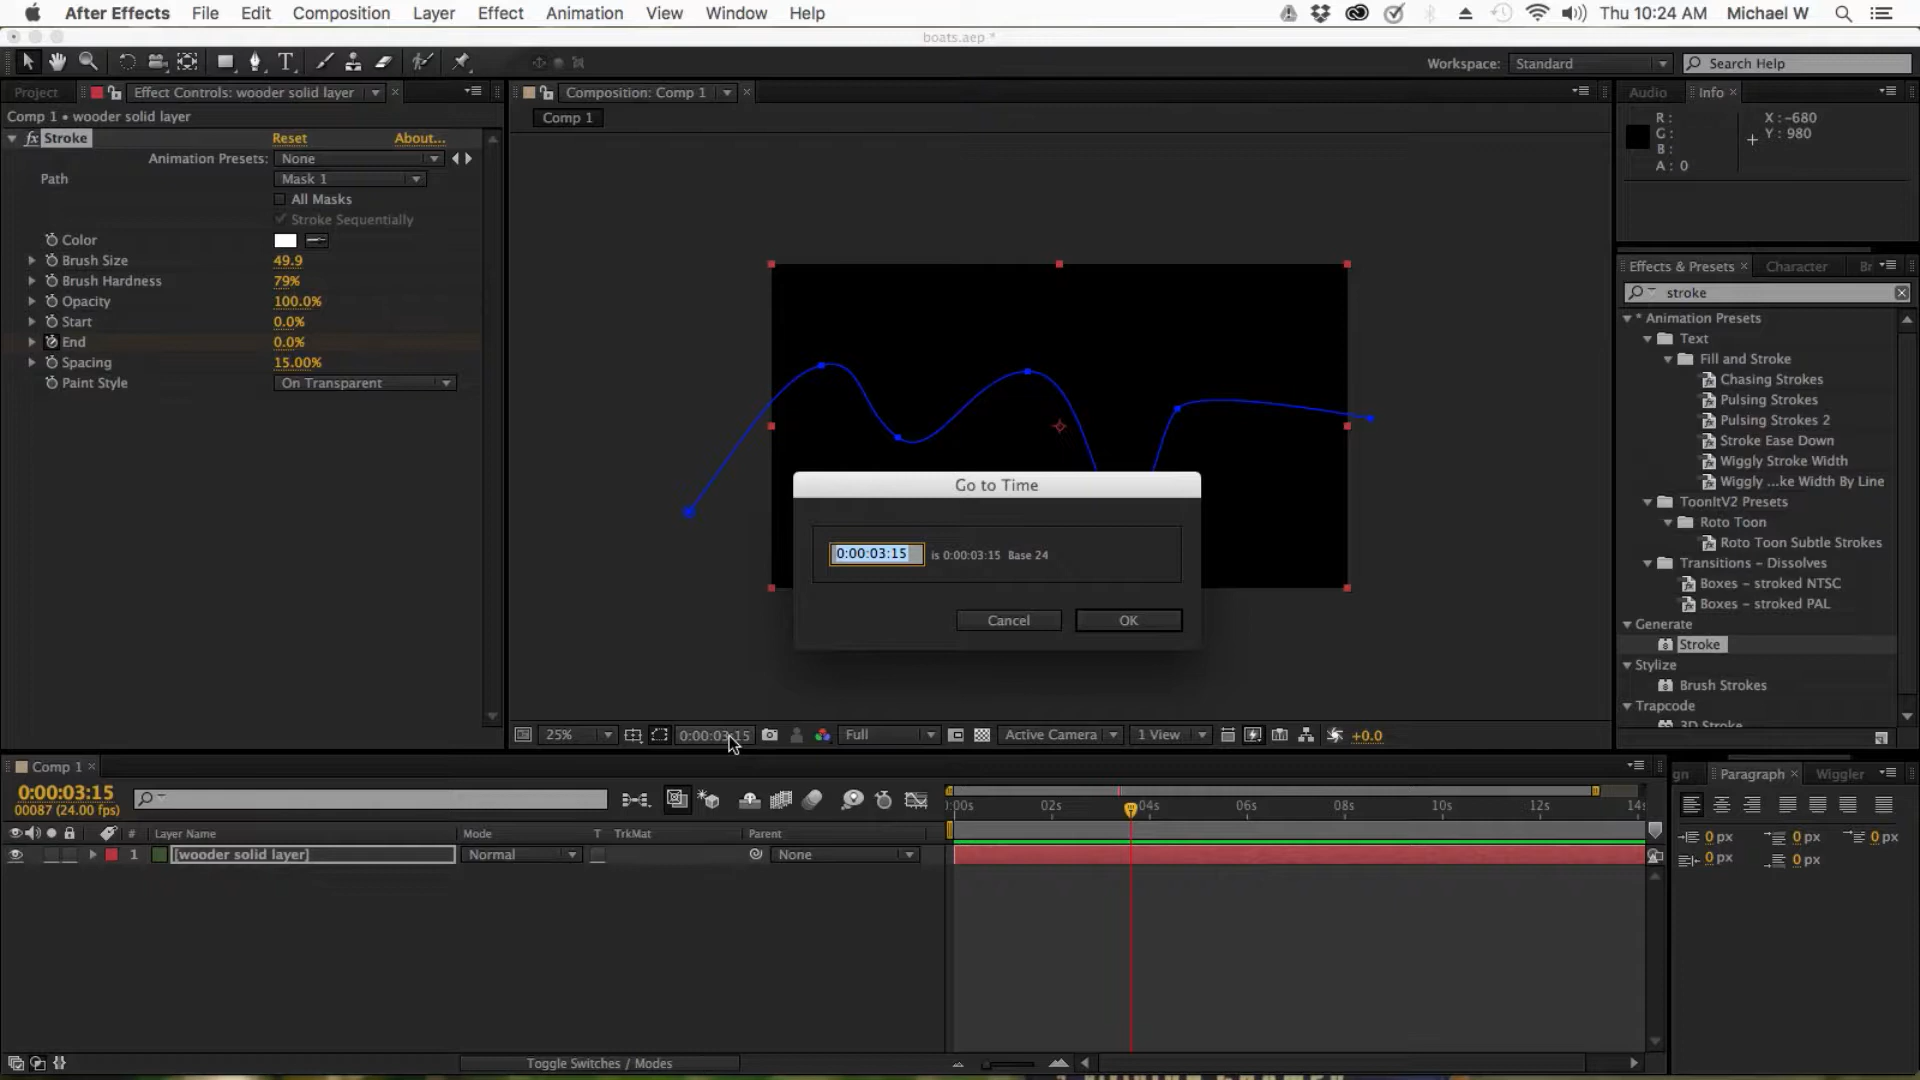 After Effects File Edit Composition Layer Effect Animation View Window Help Thu 10:24 AM Michael W
boats.aep *
T Workspace: Standard Search Help
Project Effect Controls: wooder solid layer × Composition: Comp 1 × Audio Info ×
Comp 1 • wooder solid layer
Comp 1
R : X : -680
G : Y : 980
B :
A : 0
fx Stroke Reset About...
Animation Presets: None
Path Mask 1
All Masks
Stroke Sequentially
Color
Brush Size 49.9
Brush Hardness 79%
Opacity 100.0%
Start 0.0%
End 0.0%
Spacing 15.00%
Paint Style On Transparent
Effects & Presets × Character Br
stroke
* Animation Presets
Text
Fill and Stroke
Chasing Strokes
Pulsing Strokes
Pulsing Strokes 2
Stroke Ease Down
Wiggly Stroke Width
Wiggly ...ke Width By Line
ToonItV2 Presets
Roto Toon
Roto Toon Subtle Strokes
Transitions – Dissolves
Boxes – stroked NTSC
Boxes – stroked PAL
Generate
Stroke
Stylize
Brush Strokes
Trapcode
3D Stroke
Go to Time
0:00:03:15 is 0:00:03:15 Base 24
Cancel OK
25% 0:00:03:15 Full Active Camera 1 View +0.0
Comp 1 ×
0:00:03:15
00087 (24.00 fps)
):00s 02s 04s 06s 08s 10s 12s 14s
# Layer Name Mode T TrkMat Parent
1 [wooder solid layer] Normal None
gn Paragraph × Wiggler
0 px 0 px 0 px
0 px 0 px
Toggle Switches / Modes